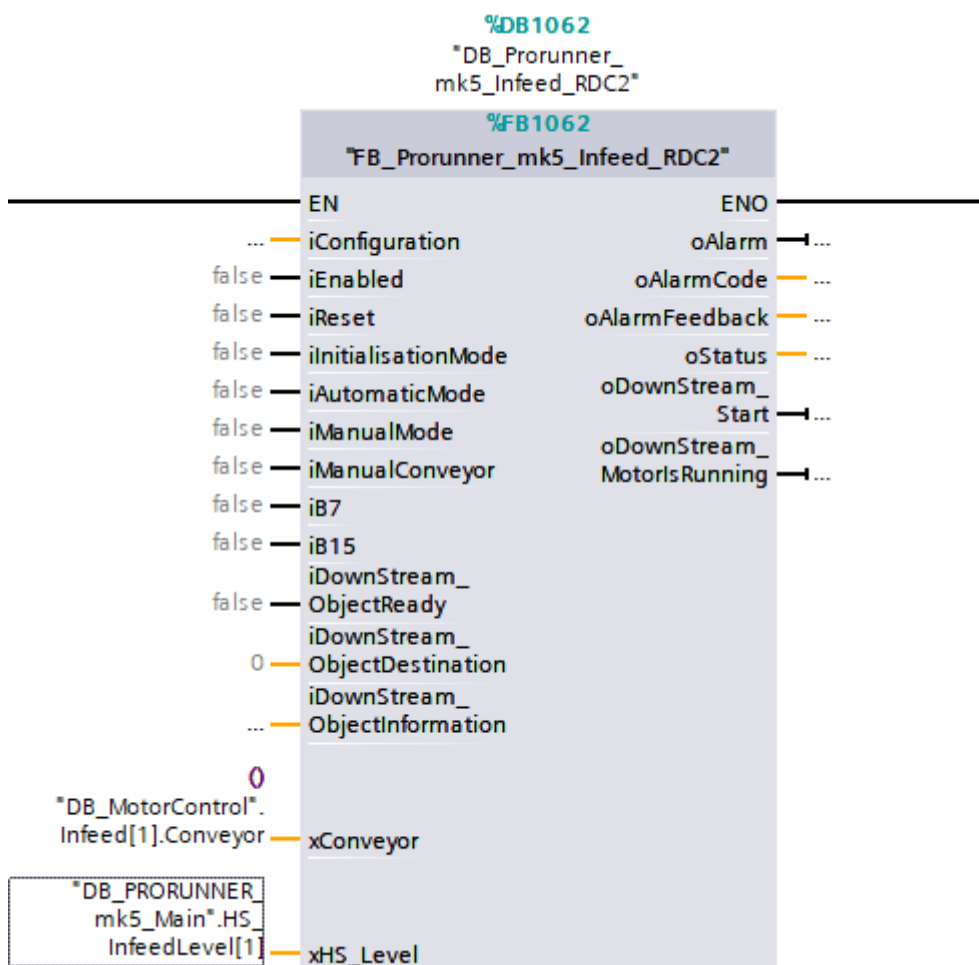 %DB1062
"DB_Prorunner_
mk5_Infeed_RDC2"
%FB1062
"FB_Prorunner_mk5_Infeed_RDC2"
EN
ENO
... iConfiguration
oAlarm ...
false iEnabled
oAlarmCode ...
false iReset
oAlarmFeedback ...
false iInitialisationMode
oStatus ...
false iAutomaticMode
oDownStream_
Start ...
false iManualMode
oDownStream_
MotorIsRunning ...
false iManualConveyor
false iB7
false iB15
iDownStream_
false ObjectReady
iDownStream_
0 ObjectDestination
iDownStream_
... ObjectInformation
()
"DB_MotorControl".
Infeed[1].Conveyor xConveyor
"DB_PRORUNNER_
mk5_Main".HS_
InfeedLevel[1] xHS_Level